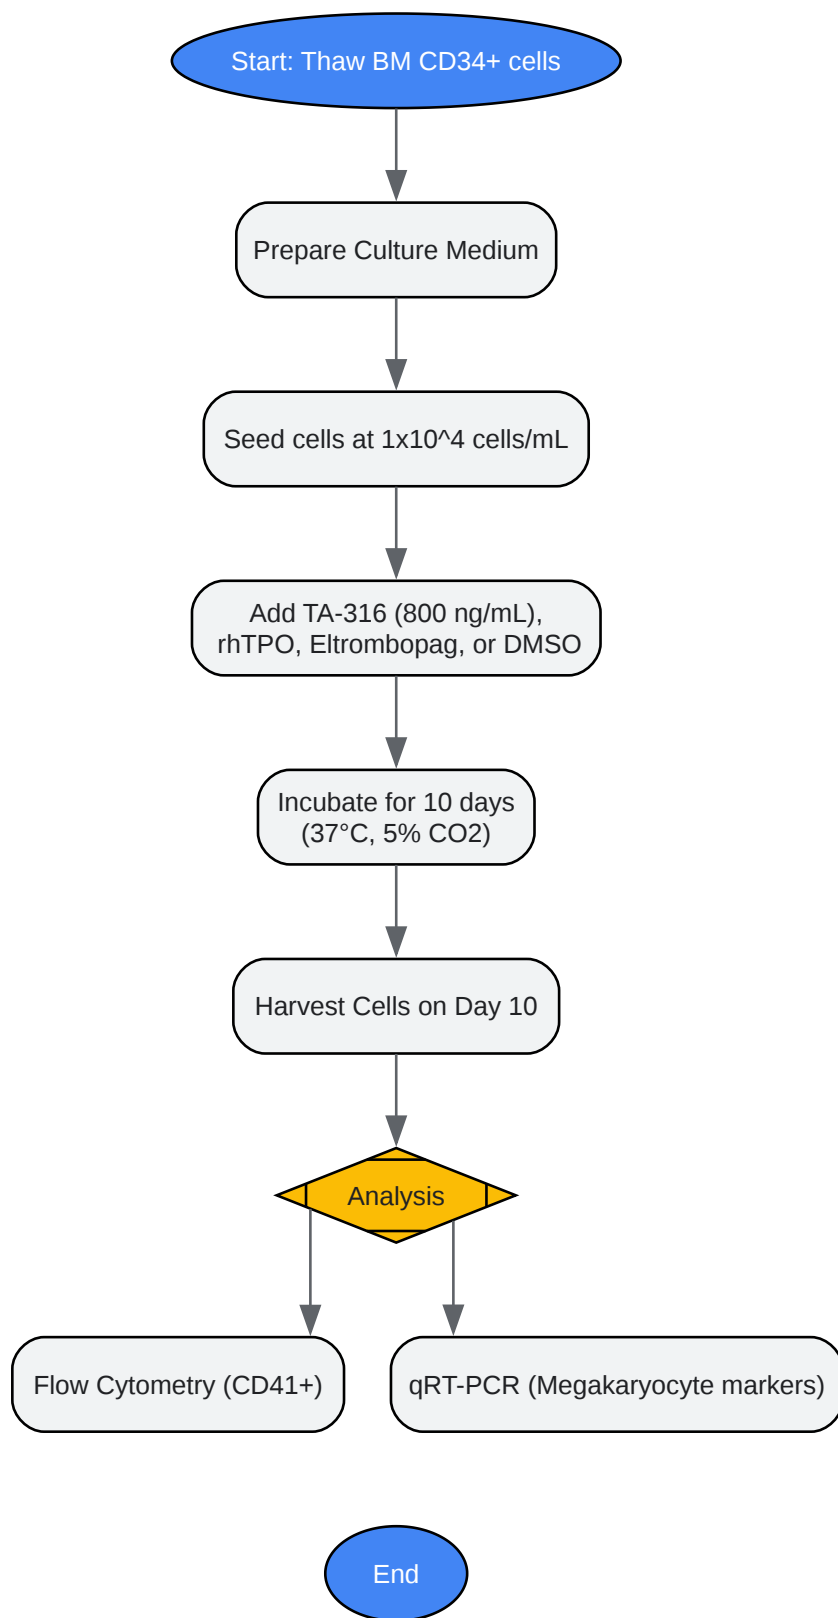 Start: Thaw BM CD34+ cells
Prepare Culture Medium
Seed cells at 1x10^4 cells/mL
Add TA-316 (800 ng/mL),
rhTPO, Eltrombopag, or DMSO
Incubate for 10 days
(37°C, 5% CO2)
Harvest Cells on Day 10
Analysis
Flow Cytometry (CD41+)
qRT-PCR (Megakaryocyte markers)
End